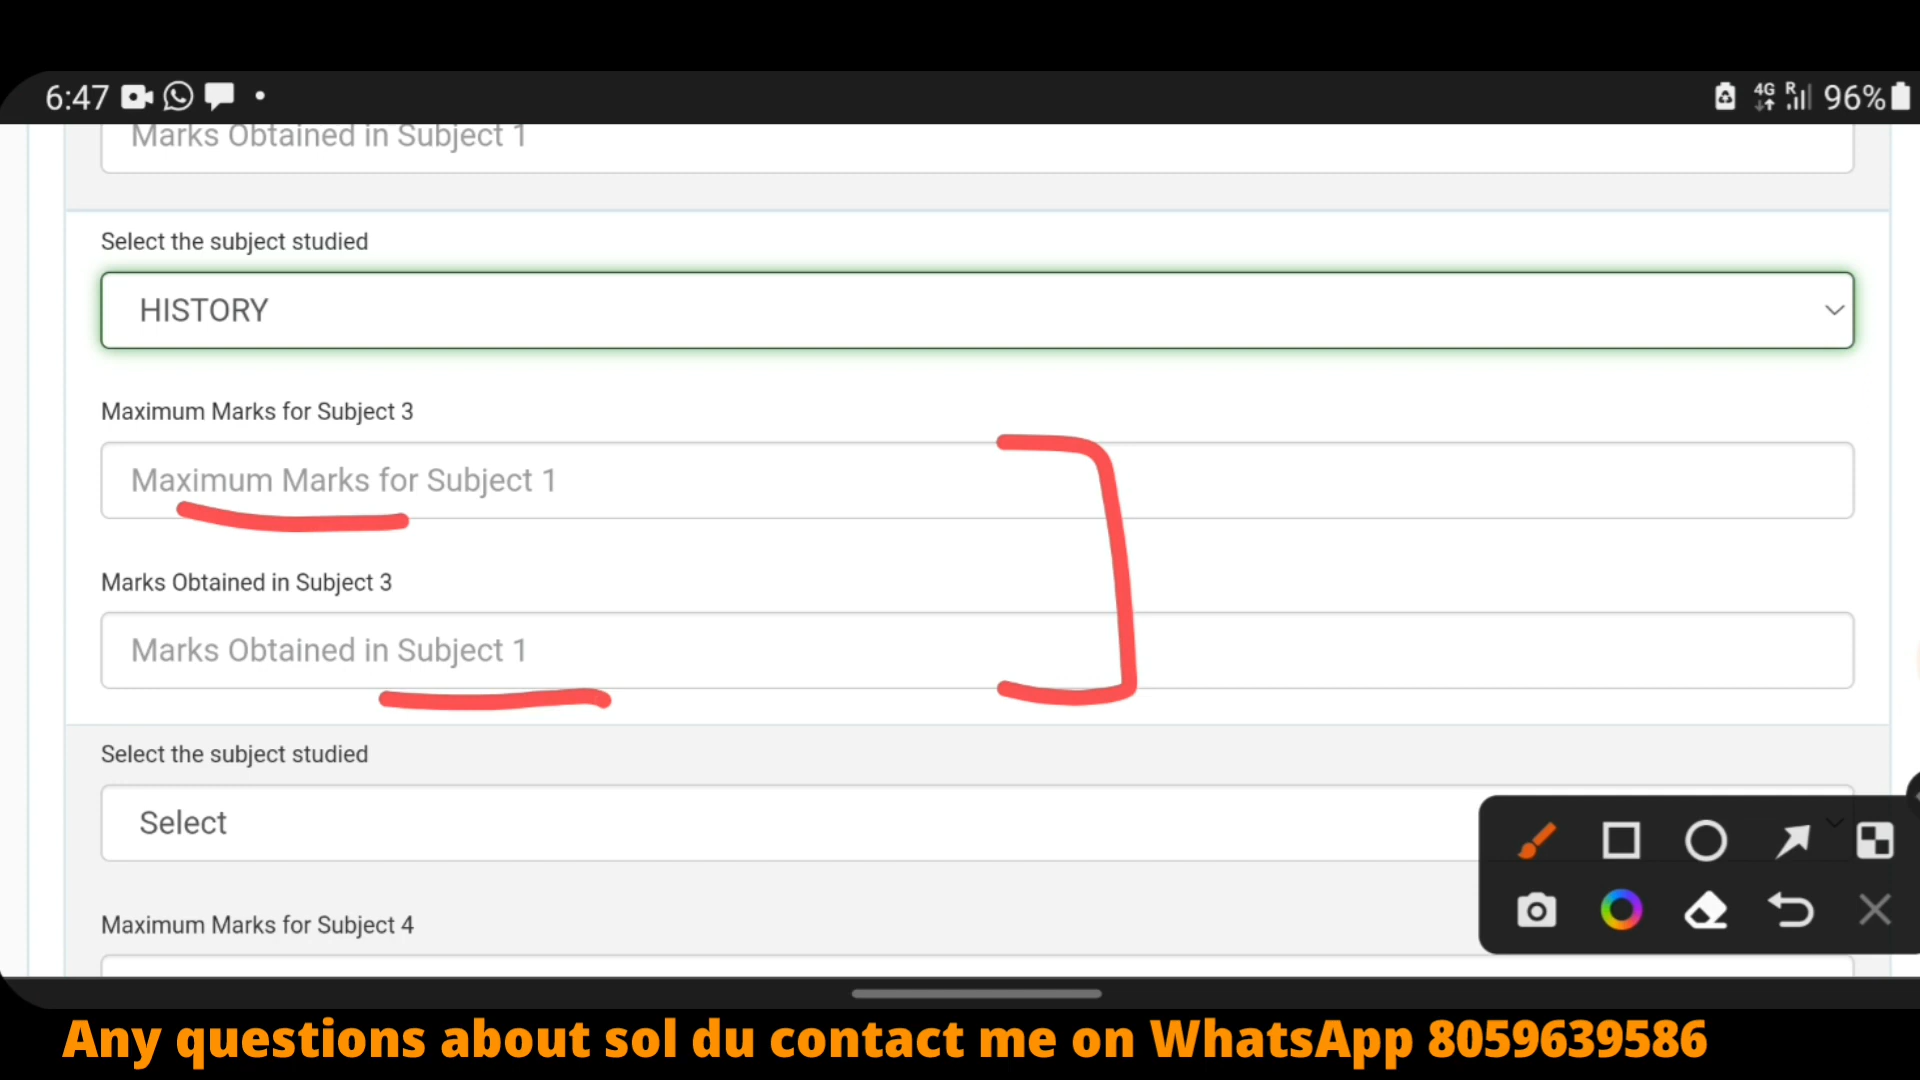 6:47 4G R 96%
Marks Obtained in Subject 1
Select the subject studied
HISTORY
Maximum Marks for Subject 3
Maximum Marks for Subject 1
Marks Obtained in Subject 3
Marks Obtained in Subject 1
Select the subject studied
Select
Maximum Marks for Subject 4
Any questions about sol du contact me on WhatsApp 8059639586